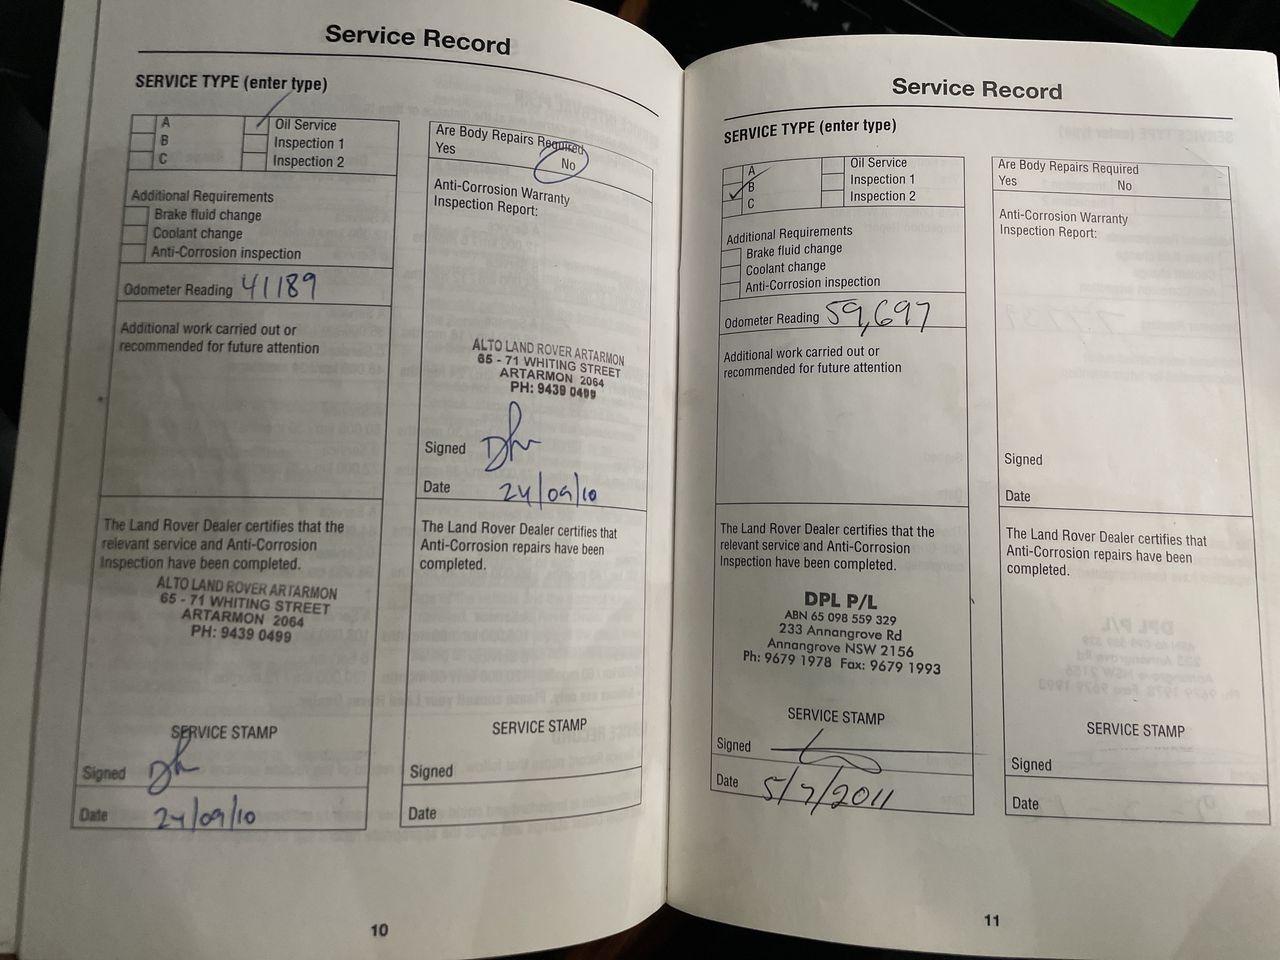 Service Record
SERVICE TYPE (enter type)
A
B
C
Oil Service
Inspection 1
Inspection 2
Additional Requirements
Brake fluid change
Coolant change
Anti-Corrosion inspection
Odometer Reading 41189
Additional work carried out or
recommended for future attention
The Land Rover Dealer certifies that the
relevant service and Anti-Corrosion
Inspection have been completed.
ALTO LAND ROVER ARTARMON
65 - 71 WHITING STREET
ARTARMON 2064
PH: 9439 0499
SERVICE STAMP
Signed
Date 24/09/10
Are Body Repairs Required
Yes No
Anti-Corrosion Warranty
Inspection Report:
ALTO LAND ROVER ARTARMON
65 - 71 WHITING STREET
ARTARMON 2064
PH: 9439 0499
Signed
Date 24/09/10
The Land Rover Dealer certifies that
Anti-Corrosion repairs have been
completed.
SERVICE STAMP
Signed
Date
10
Service Record
SERVICE TYPE (enter type)
A
B
C
Oil Service
Inspection 1
Inspection 2
Additional Requirements
Brake fluid change
Coolant change
Anti-Corrosion inspection
Odometer Reading 59,697
Additional work carried out or
recommended for future attention
The Land Rover Dealer certifies that the
relevant service and Anti-Corrosion
Inspection have been completed.
DPL P/L
ABN 65 098 559 329
233 Annangrove Rd
Annangrove NSW 2156
Ph: 9679 1978 Fax: 9679 1993
SERVICE STAMP
Signed
Date 5/7/2011
Are Body Repairs Required
Yes No
Anti-Corrosion Warranty
Inspection Report:
Signed
Date
The Land Rover Dealer certifies that
Anti-Corrosion repairs have been
completed.
SERVICE STAMP
Signed
Date
11